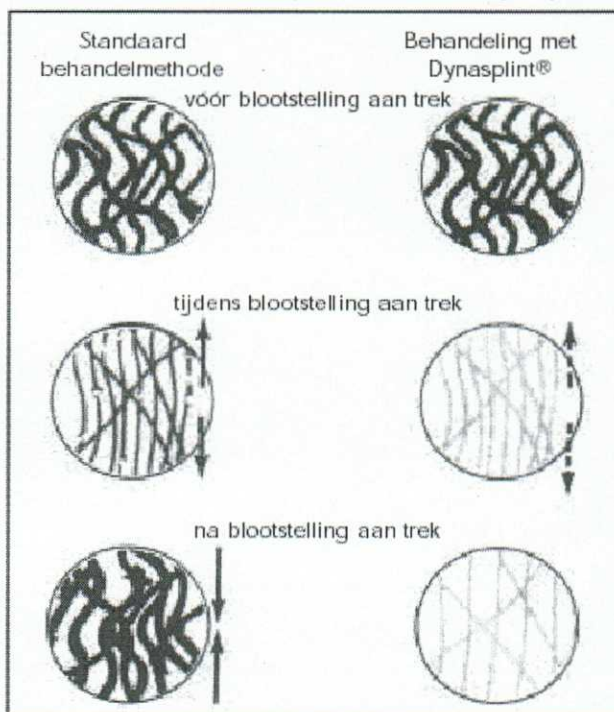 Standaard
behandelmethode
Behandeling met
Dynasplint®
vóór blootstelling aan trek
tijdens blootstelling aan trek
na blootstelling aan trek